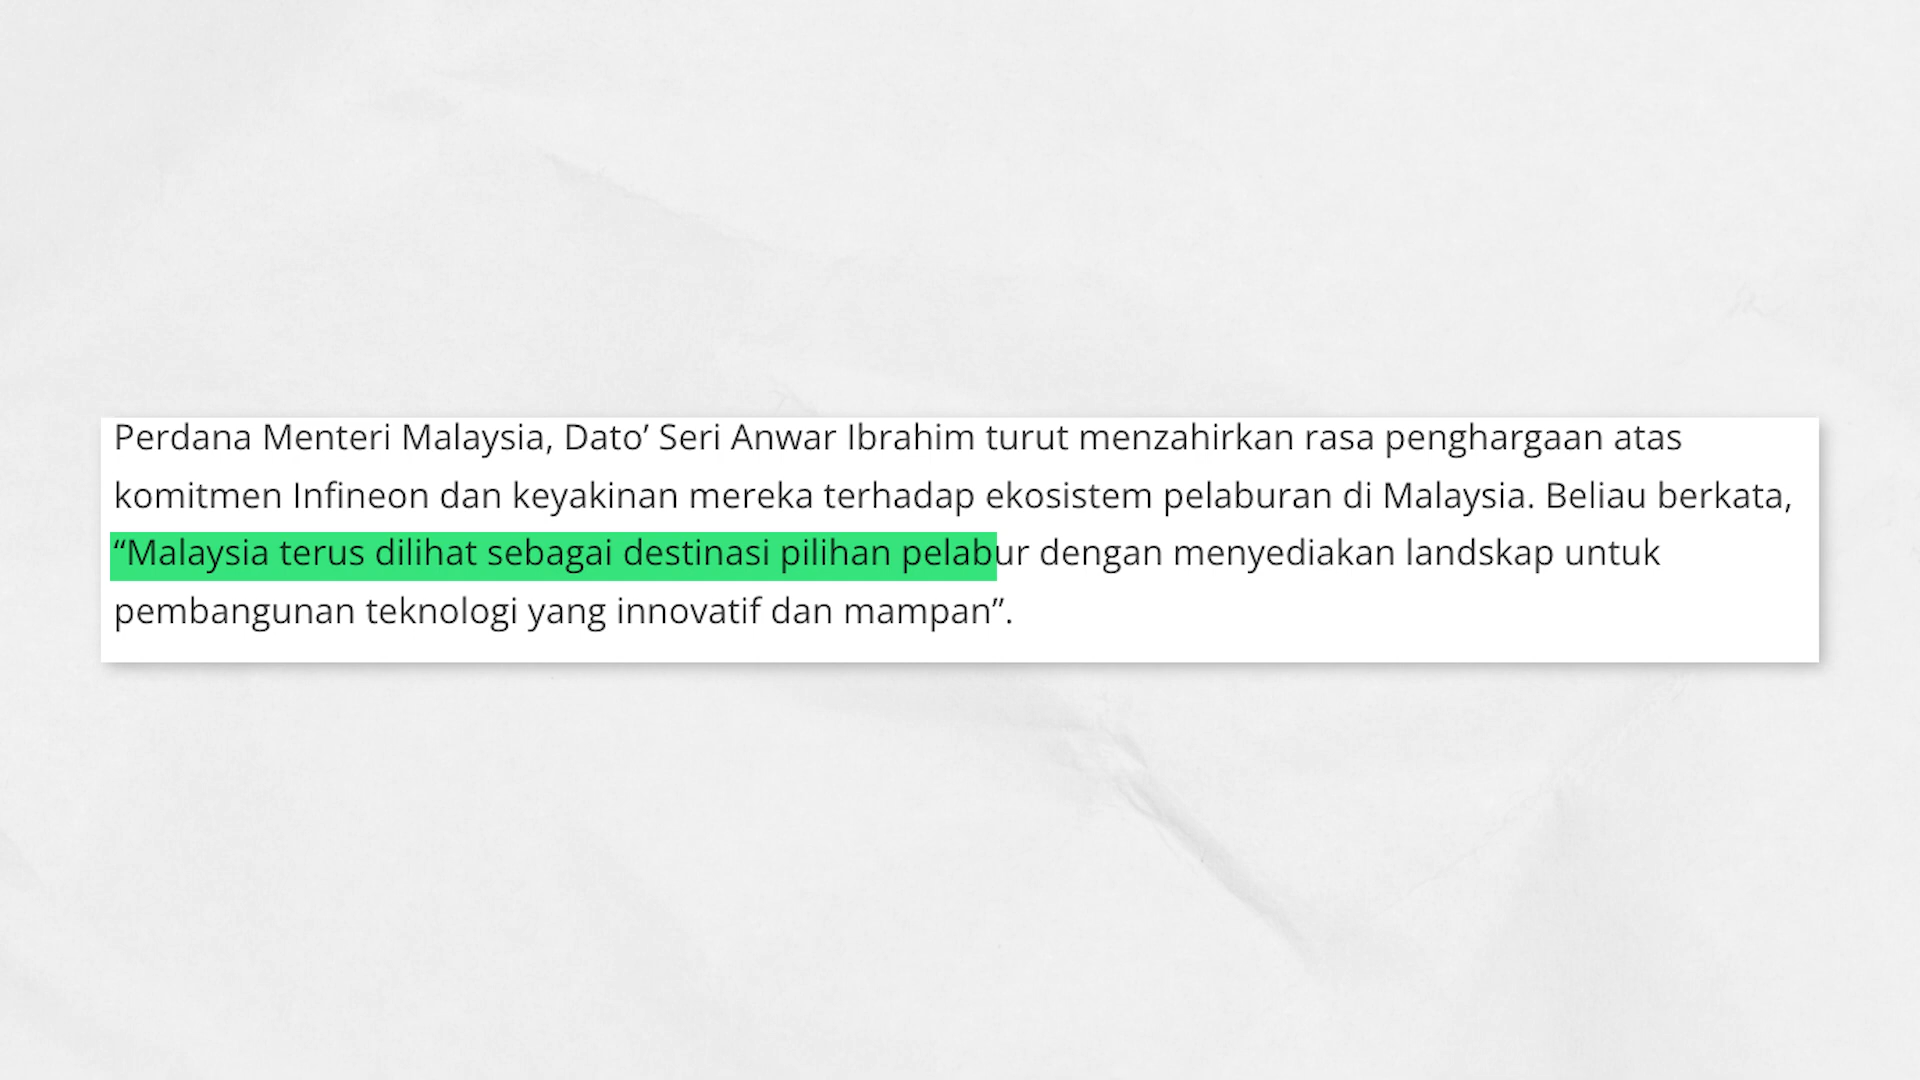 Perdana Menteri Malaysia, Dato’ Seri Anwar Ibrahim turut menzahirkan rasa penghargaan atas
komitmen Infineon dan keyakinan mereka terhadap ekosistem pelaburan di Malaysia. Beliau berkata,
“Malaysia terus dilihat sebagai destinasi pilihan pelabur dengan menyediakan landskap untuk
pembangunan teknologi yang innovatif dan mampan”.